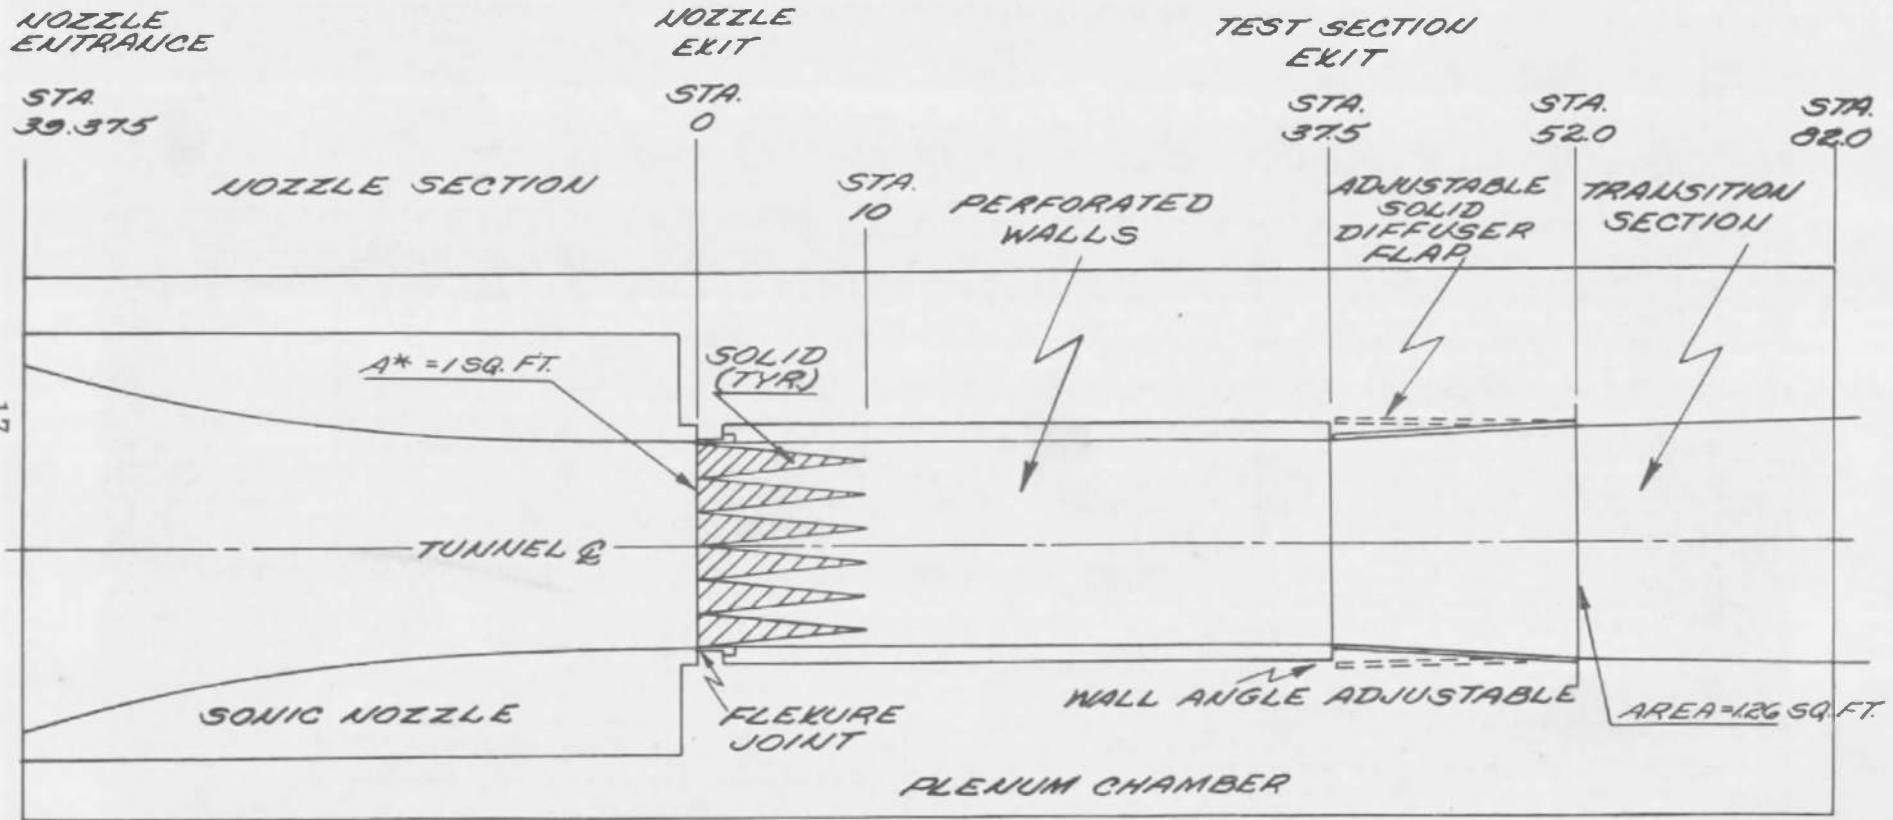 NOZZLE
ENTRANCE
STA.
39.375
NOZZLE
EXIT
STA.
0
TEST SECTION
EXIT
STA.
37.5
STA.
52.0
STA.
82.0
NOZZLE SECTION
STA.
10
PERFORATED
WALLS
ADJUSTABLE
SOLID
DIFFUSER
FLAP
TRANSITION
SECTION
A* = 1 SQ. FT.
SOLID
(TYP.)
17
TUNNEL ℄
SONIC NOZZLE
FLEXURE
JOINT
WALL ANGLE ADJUSTABLE
AREA=1.26 SQ. FT.
PLENUM CHAMBER